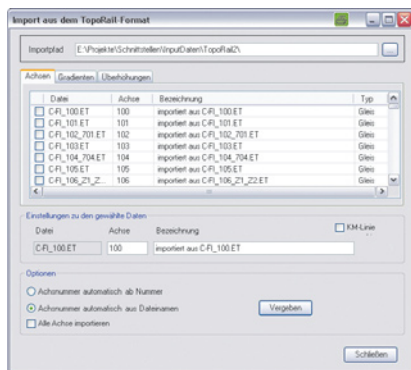 Import aus dem TopoRail-Format
Importpfad E:\Projekte\Schnittstellen\InputDaten\TopoRail2\ ...
Achsen Gradienten Überhöhungen
Datei Achse Bezeichnung Typ
C-Fl_100.ET 100 importiert aus C-Fl_100.ET Gleis
C-Fl_101.ET 101 importiert aus C-Fl_101.ET Gleis
C-Fl_102_701.ET 102 importiert aus C-Fl_102_701.ET Gleis
C-Fl_103.ET 103 importiert aus C-Fl_103.ET Gleis
C-Fl_104_704.ET 104 importiert aus C-Fl_104_704.ET Gleis
C-Fl_105.ET 105 importiert aus C-Fl_105.ET Gleis
C-Fl_106_Z1_Z... 106 importiert aus C-Fl_106_Z1_Z2.ET Gleis
Einstellungen zu den gewählte Daten
Datei Achse Bezeichnung KM-Linie
C-Fl_100.ET 100 importiert aus C-Fl_100.ET
Optionen
Achsnummer automatisch ab Nummer
Achsnummer automatisch aus Dateinamen Vergeben
Alle Achse importieren
Schließen